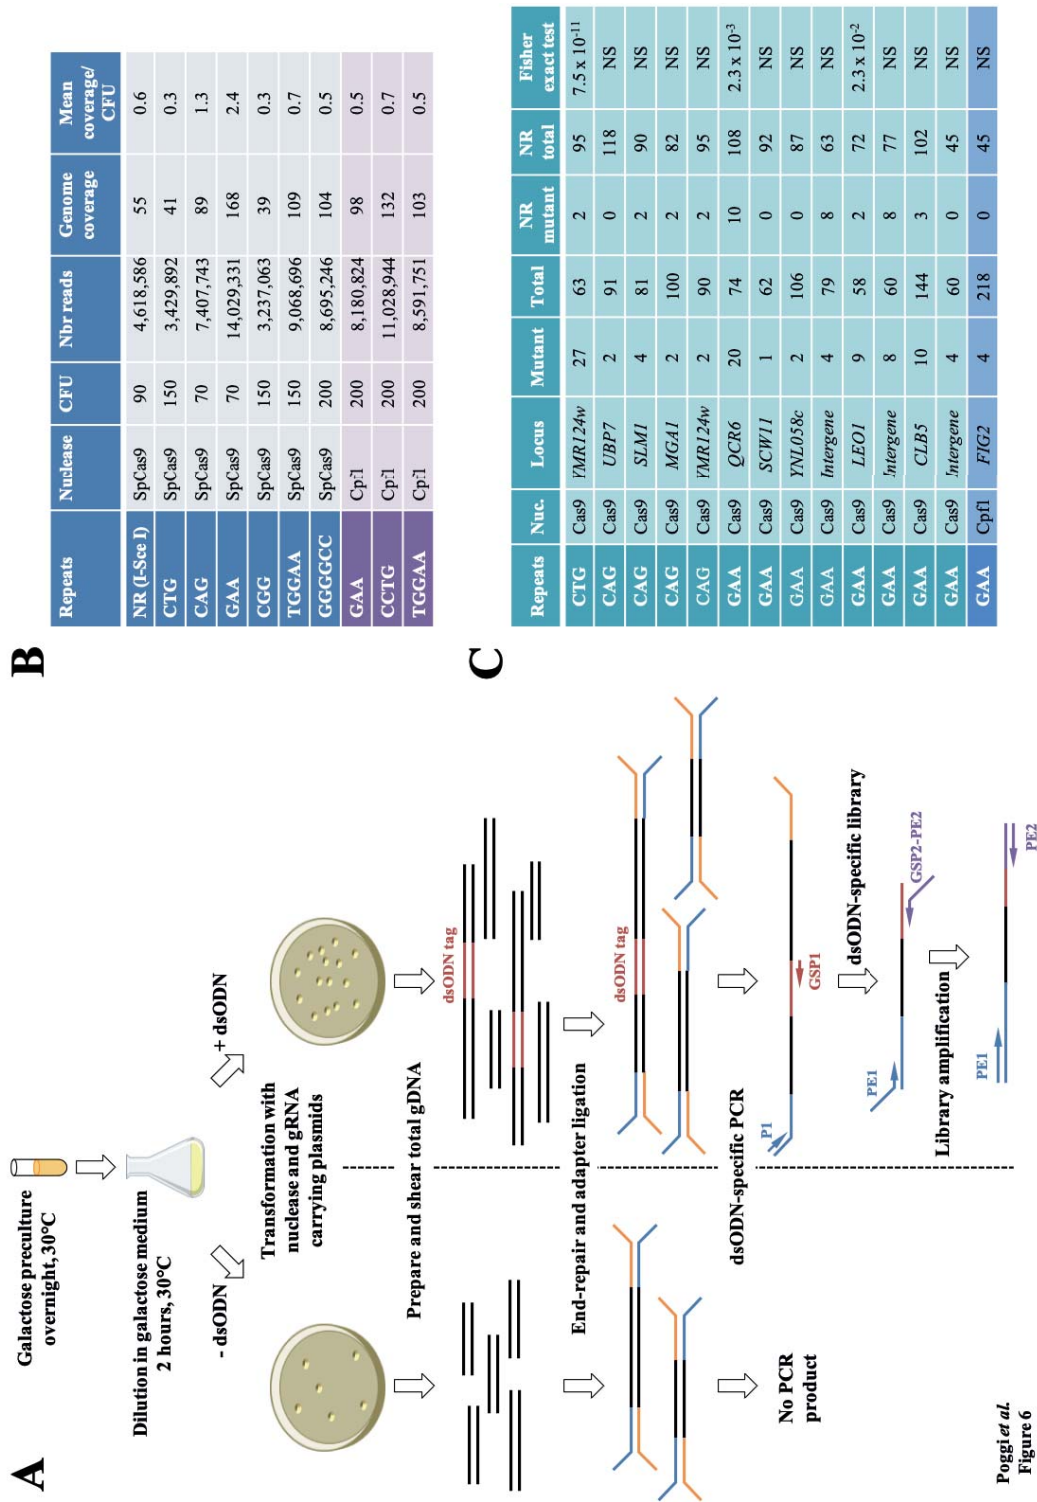 A
Galactose preculture
overnight, 30°C
Dilution in galactose medium
2 hours, 30°C
- dsODN
+ dsODN
Transformation with
nuclease and gRNA
carrying plasmids
Prepare and shear total gDNA
dsODN tag
End-repair and adapter ligation
dsODN tag
dsODN-specific PCR
No PCR
product
P1
GSP1
dsODN-specific library
PE1
GSP2-PE2
Library amplification
PE1
PE2
Poggi et al.
Figure 6
B
Repeats Nuclease CFU Nbr reads Genome coverage Mean coverage/ CFU
NR (I-Sce I) SpCas9 90 4,618,586 55 0.6
CTG SpCas9 150 3,429,892 41 0.3
CAG SpCas9 70 7,407,743 89 1.3
GAA SpCas9 70 14,029,331 168 2.4
CGG SpCas9 150 3,237,063 39 0.3
TGGAA SpCas9 150 9,068,696 109 0.7
GGGGCC SpCas9 200 8,695,246 104 0.5
GAA Cpf1 200 8,180,824 98 0.5
CCTG Cpf1 200 11,028,944 132 0.7
TGGAA Cpf1 200 8,591,751 103 0.5
C
Repeats Nuc. Locus Mutant Total NR mutant NR total Fisher exact test
CTG Cas9 YMR124w 27 63 2 95 7.5 x 10-11
CAG Cas9 UBP7 2 91 0 118 NS
CAG Cas9 SLM1 4 81 2 90 NS
CAG Cas9 MGA1 2 100 2 82 NS
CAG Cas9 YMR124w 2 90 2 95 NS
GAA Cas9 QCR6 20 74 10 108 2.3 x 10-3
GAA Cas9 SCW11 1 62 0 92 NS
GAA Cas9 YNL058c 2 106 0 87 NS
GAA Cas9 Intergene 4 79 8 63 NS
GAA Cas9 LEO1 9 58 2 72 2.3 x 10-2
GAA Cas9 Intergene 8 60 8 77 NS
GAA Cas9 CLB5 10 144 3 102 NS
GAA Cas9 Intergene 4 60 0 45 NS
GAA Cpf1 FIG2 4 218 0 45 NS